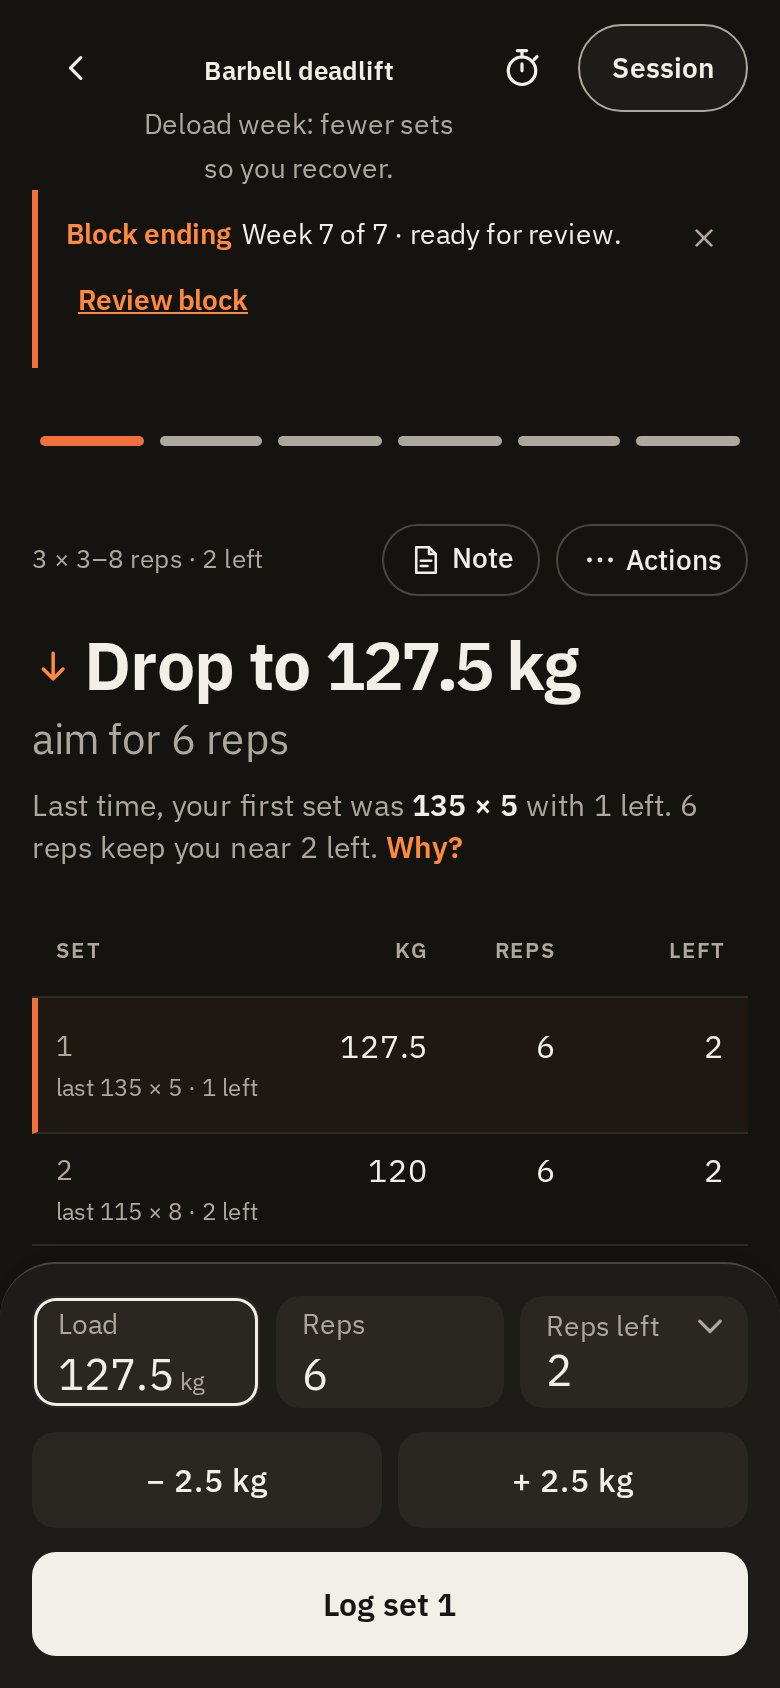 Barbell deadlift
Session
Deload week: fewer sets
so you recover.
Block ending Week 7 of 7 · ready for review.
Review block
3 × 3–8 reps · 2 left
Note
Actions
Drop to 127.5 kg
aim for 6 reps
Last time, your first set was 135 × 5 with 1 left. 6
reps keep you near 2 left. Why?
SET KG REPS LEFT
1 127.5 6 2
last 135 × 5 · 1 left
2 120 6 2
last 115 × 8 · 2 left
Load Reps Reps left
127.5 kg 6 2
− 2.5 kg + 2.5 kg
Log set 1